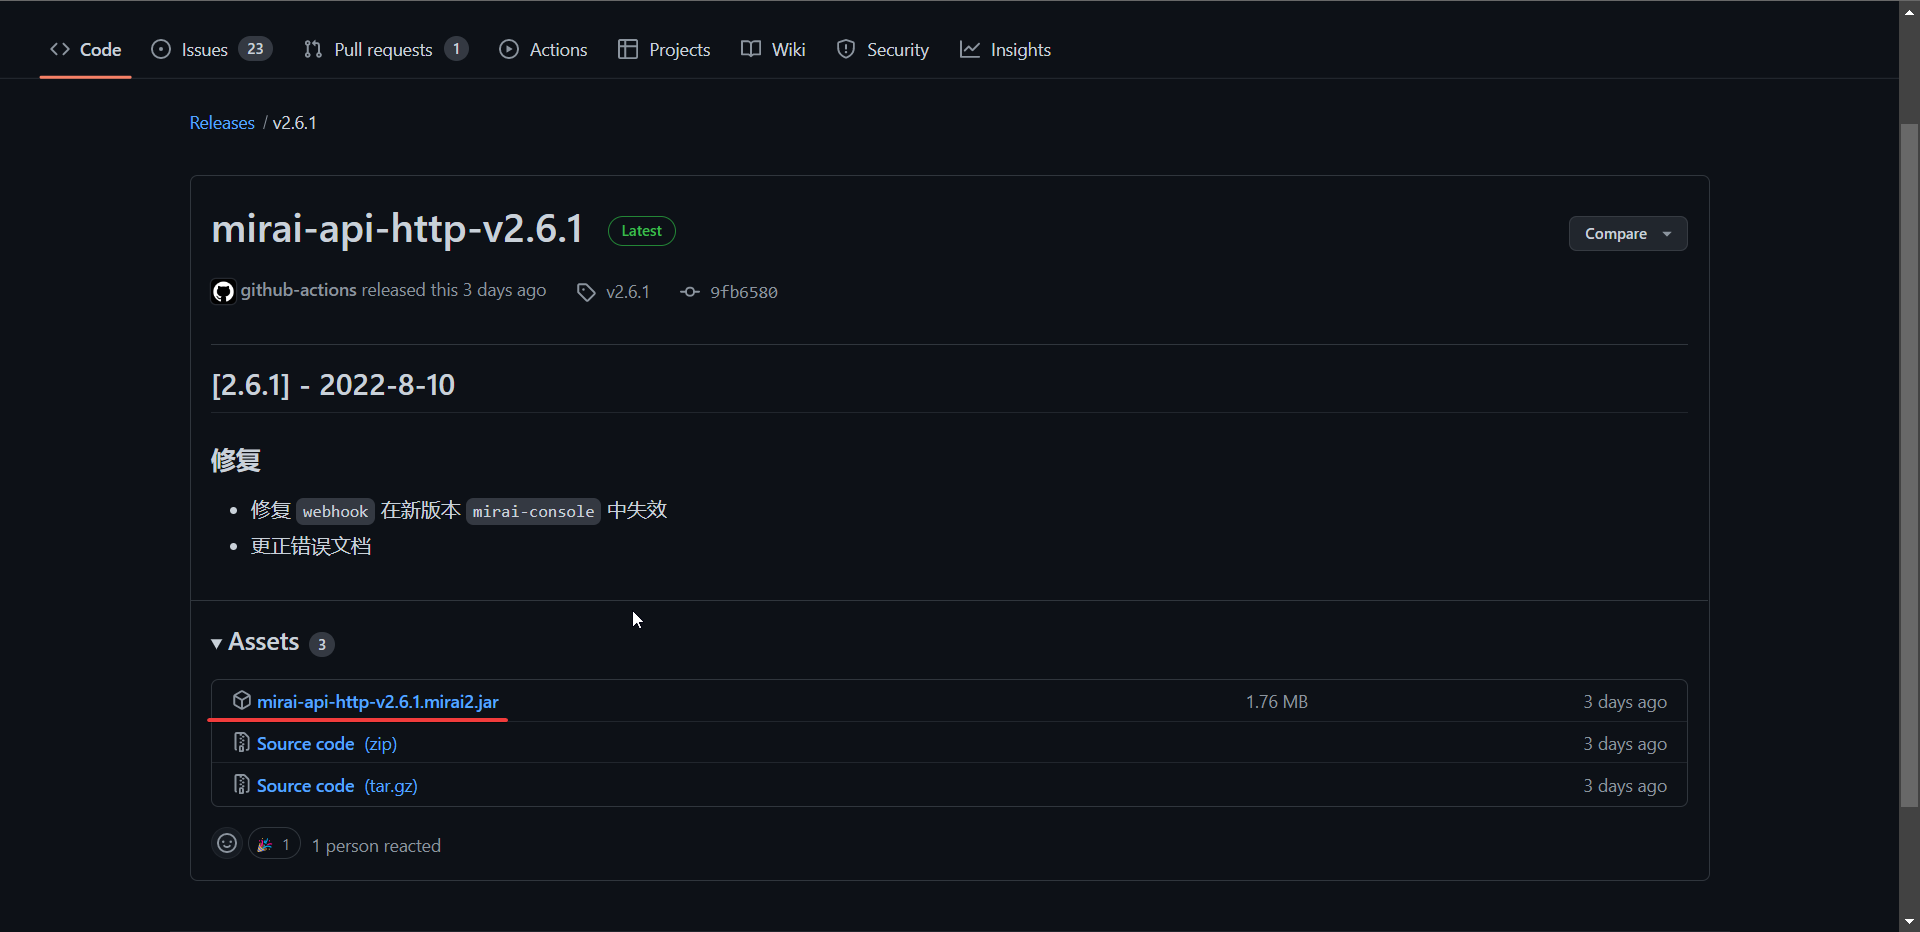 Code Issues 23 Pull requests 1 Actions Projects Wiki Security Insights
Releases / v2.6.1
mirai-api-http-v2.6.1 Latest Compare
github-actions released this 3 days ago v2.6.1 9fb6580
[2.6.1] - 2022-8-10
修复
修复 webhook 在新版本 mirai-console 中失效
更正错误文档
Assets 3
mirai-api-http-v2.6.1.mirai2.jar 1.76 MB 3 days ago
Source code (zip) 3 days ago
Source code (tar.gz) 3 days ago
1 1 person reacted